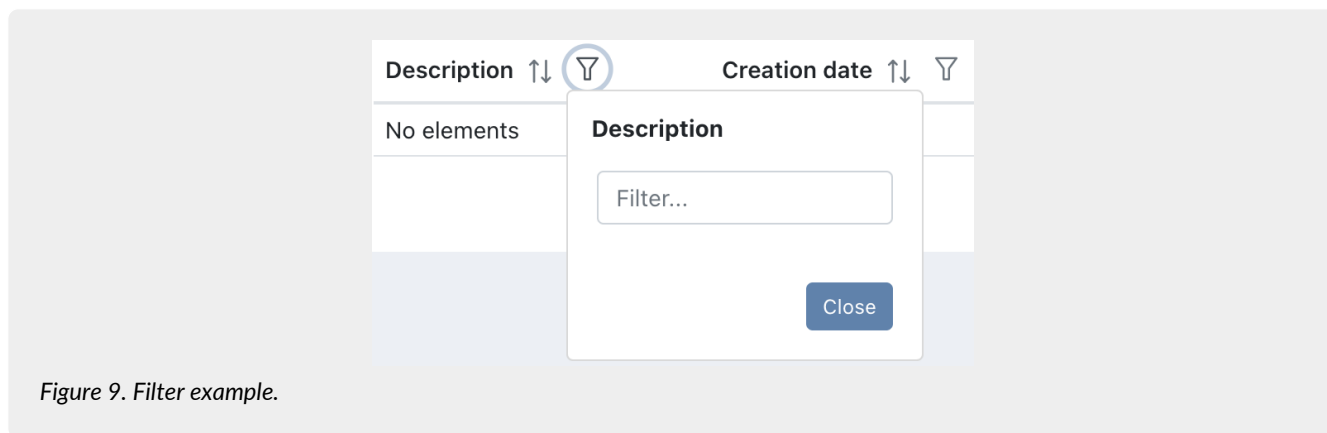 Description Creation date
No elements
Description
Filter...
Close
Figure 9. Filter example.